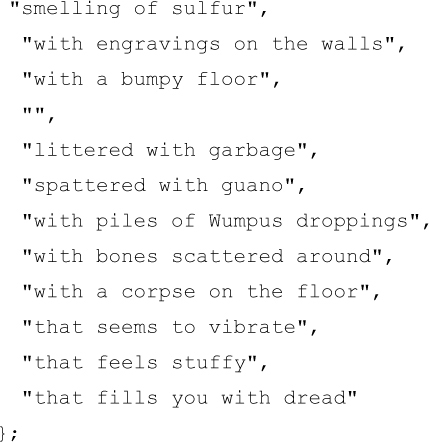 "smelling of sulfur",
"with engravings on the walls",
"with a bumpy floor",
"",
"littered with garbage",
"spattered with guano",
"with piles of Wumpus droppings",
"with bones scattered around",
"with a corpse on the floor",
"that seems to vibrate",
"that feels stuffy",
"that fills you with dread"
};